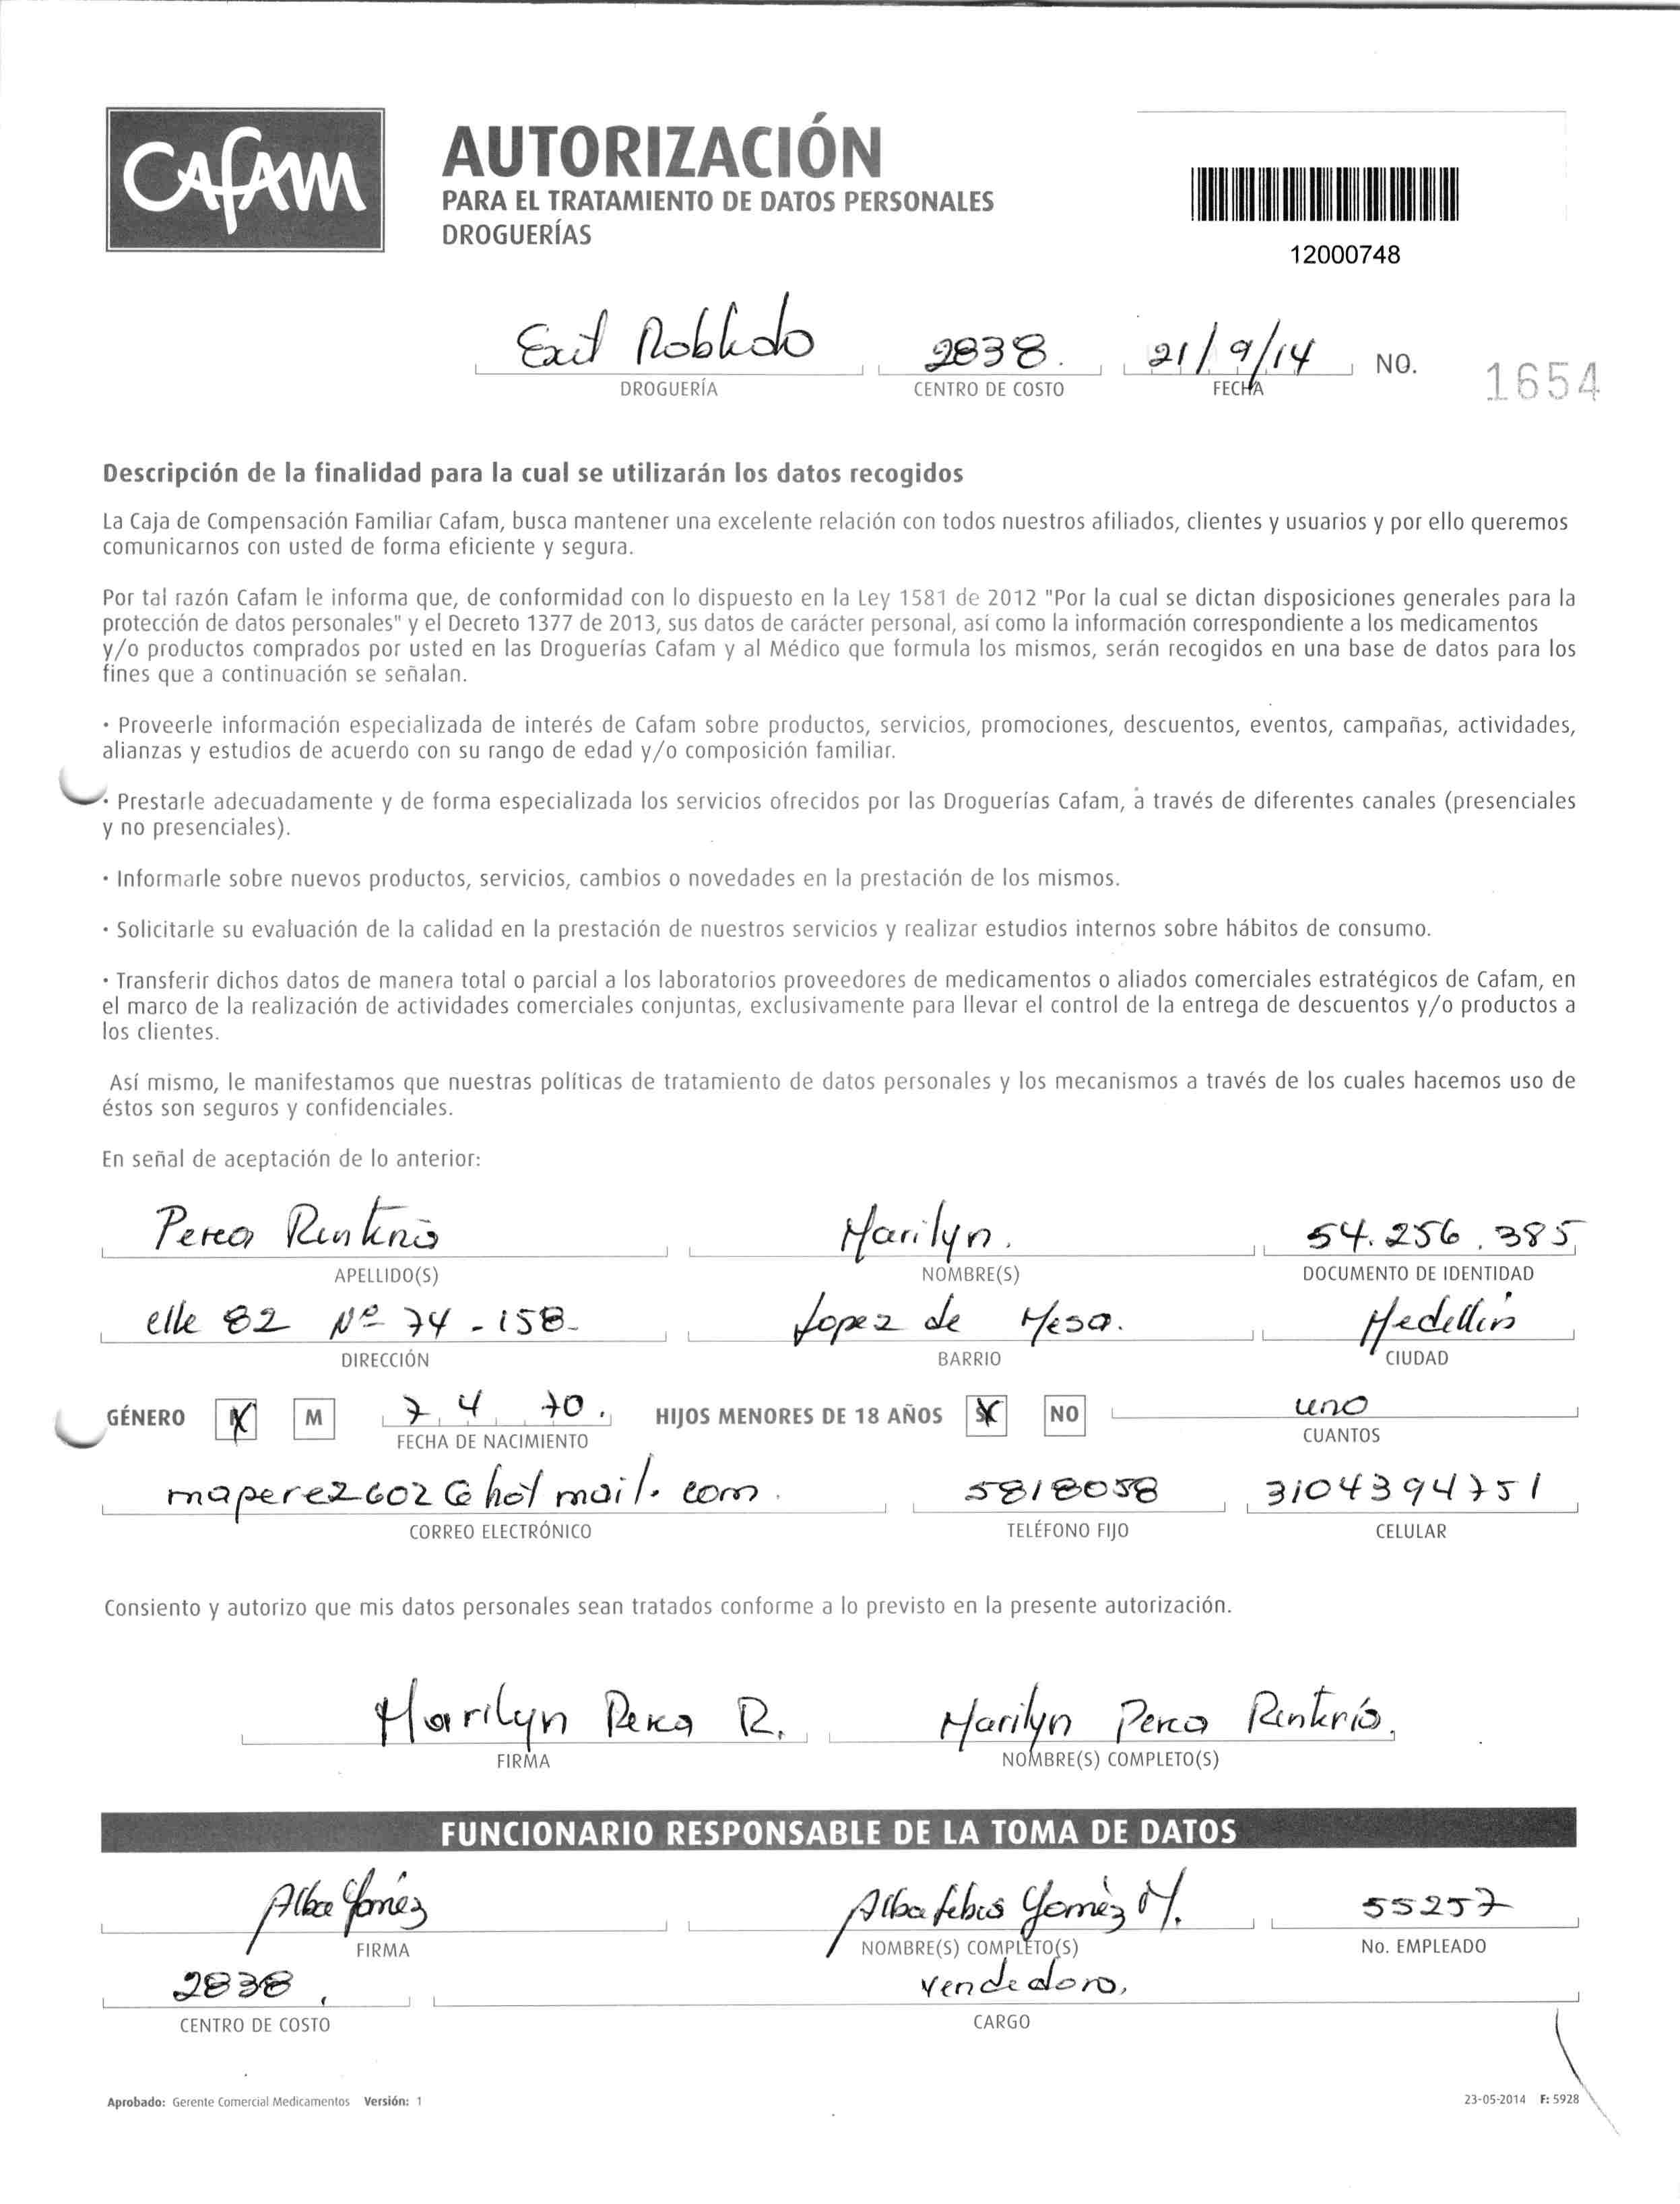 CAFAM
AUTORIZACIÓN
PARA EL TRATAMIENTO DE DATOS PERSONALES
DROGUERÍAS
12000748
Exit Robledo 2838. 21/9/14 NO. 1654
DROGUERÍA CENTRO DE COSTO FECHA
Descripción de la finalidad para la cual se utilizarán los datos recogidos
La Caja de Compensación Familiar Cafam, busca mantener una excelente relación con todos nuestros afiliados, clientes y usuarios y por ello queremos
comunicarnos con usted de forma eficiente y segura.
Por tal razón Cafam le informa que, de conformidad con lo dispuesto en la Ley 1581 de 2012 "Por la cual se dictan disposiciones generales para la
protección de datos personales" y el Decreto 1377 de 2013, sus datos de carácter personal, así como la información correspondiente a los medicamentos
y/o productos comprados por usted en las Droguerías Cafam y al Médico que formula los mismos, serán recogidos en una base de datos para los
fines que a continuación se señalan.
· Proveerle información especializada de interés de Cafam sobre productos, servicios, promociones, descuentos, eventos, campañas, actividades,
alianzas y estudios de acuerdo con su rango de edad y/o composición familiar.
· Prestarle adecuadamente y de forma especializada los servicios ofrecidos por las Droguerías Cafam, a través de diferentes canales (presenciales
y no presenciales).
· Informarle sobre nuevos productos, servicios, cambios o novedades en la prestación de los mismos.
· Solicitarle su evaluación de la calidad en la prestación de nuestros servicios y realizar estudios internos sobre hábitos de consumo.
· Transferir dichos datos de manera total o parcial a los laboratorios proveedores de medicamentos o aliados comerciales estratégicos de Cafam, en
el marco de la realización de actividades comerciales conjuntas, exclusivamente para llevar el control de la entrega de descuentos y/o productos a
los clientes.
Así mismo, le manifestamos que nuestras políticas de tratamiento de datos personales y los mecanismos a través de los cuales hacemos uso de
éstos son seguros y confidenciales.
En señal de aceptación de lo anterior:
Perea Rentería Marilyn. 54.256.385
APELLIDO(S) NOMBRE(S) DOCUMENTO DE IDENTIDAD
clle 82 Nº 74-158- Lopez de Mesa. Medellín
DIRECCIÓN BARRIO CIUDAD
GÉNERO X M 7 4 70. HIJOS MENORES DE 18 AÑOS SX NO uno
FECHA DE NACIMIENTO CUANTOS
maperez602@hotmail.com. 5818058 3104394751
CORREO ELECTRÓNICO TELÉFONO FIJO CELULAR
Consiento y autorizo que mis datos personales sean tratados conforme a lo previsto en la presente autorización.
Marilyn Perea R. Marilyn Perea Rentería.
FIRMA NOMBRE(S) COMPLETO(S)
FUNCIONARIO RESPONSABLE DE LA TOMA DE DATOS
Alba Gomez Alba Gomèz M. 55257
FIRMA NOMBRE(S) COMPLETO(S) No. EMPLEADO
2838 vendedora,
CENTRO DE COSTO CARGO
Aprobado: Gerente Comercial Medicamentos Versión: 1 23-05-2014 F: 5928